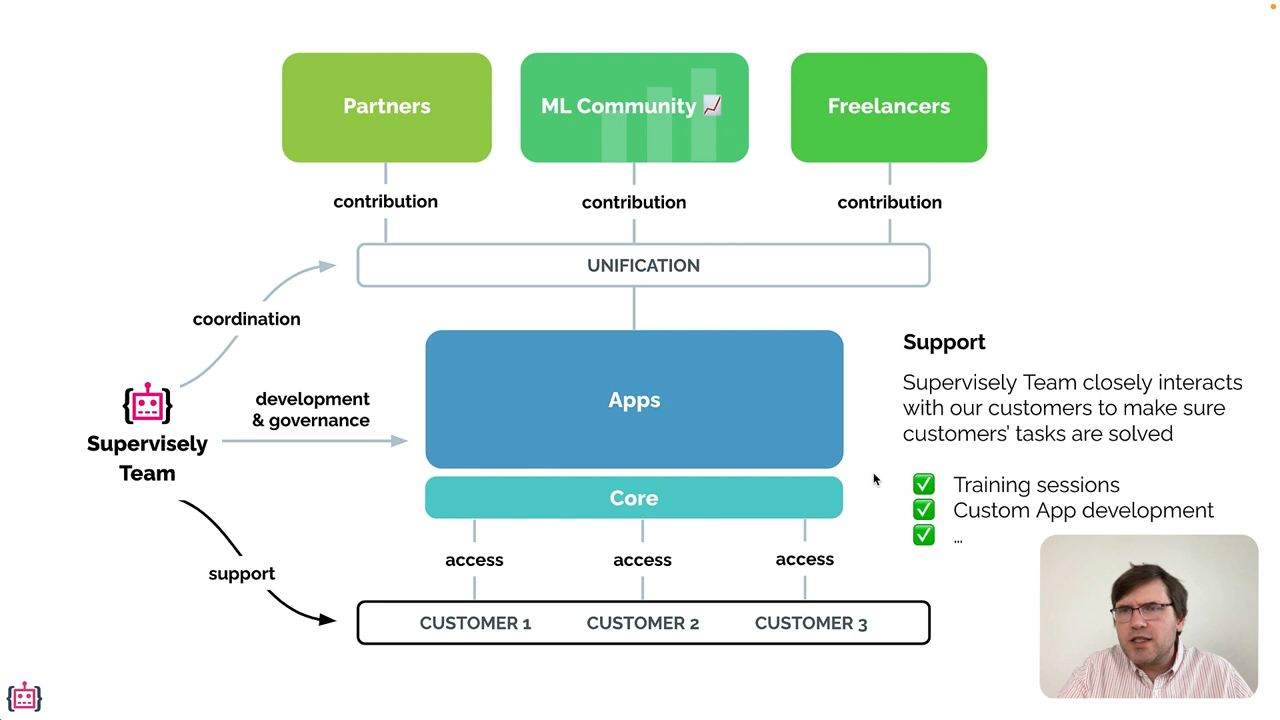 Partners
ML Community
Freelancers
contribution
contribution
contribution
UNIFICATION
coordination
Apps
development
& governance
Supervisely
Team
Core
access
access
access
support
CUSTOMER 1
CUSTOMER 2
CUSTOMER 3
Support
Supervisely Team closely interacts
with our customers to make sure
customers' tasks are solved
Training sessions
Custom App development
...